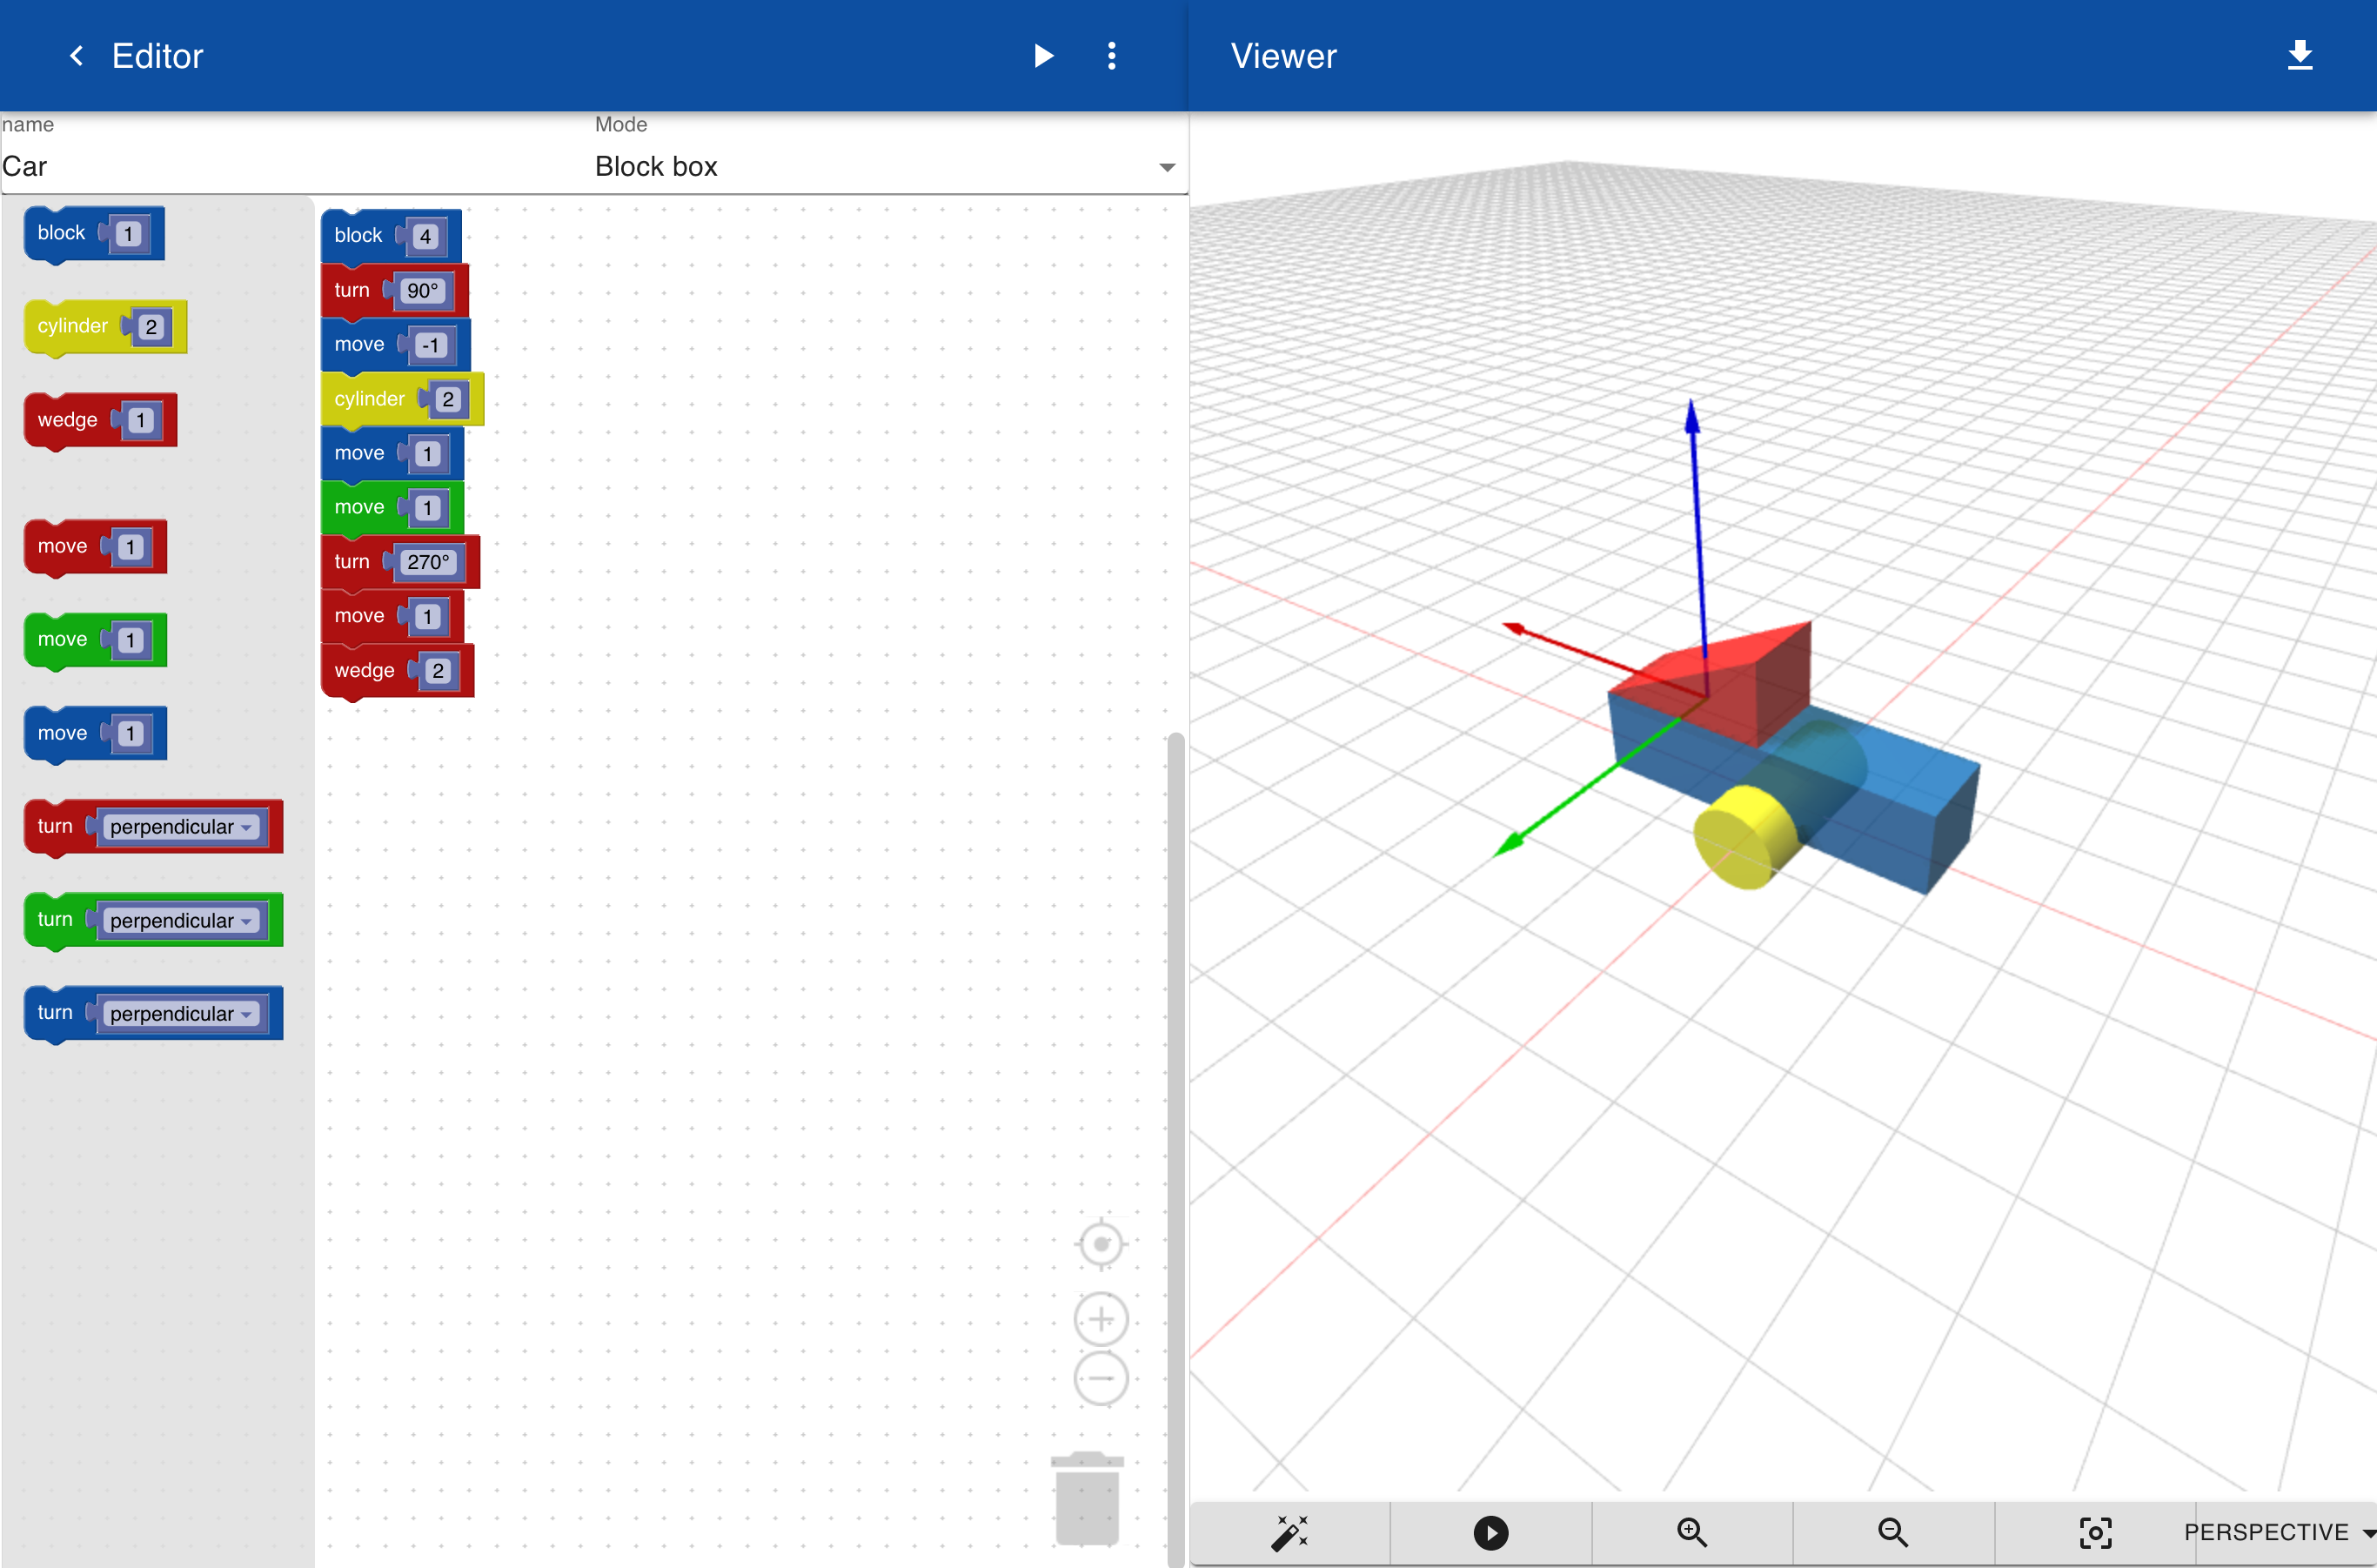 Editor
Viewer
name
Mode
Car
Block box
block 1
cylinder 2
wedge 1
move 1
move 1
move 1
turn perpendicular
turn perpendicular
turn perpendicular
block 4
turn 90°
move -1
cylinder 2
move 1
move 1
turn 270°
move 1
wedge 2
PERSPECTIVE